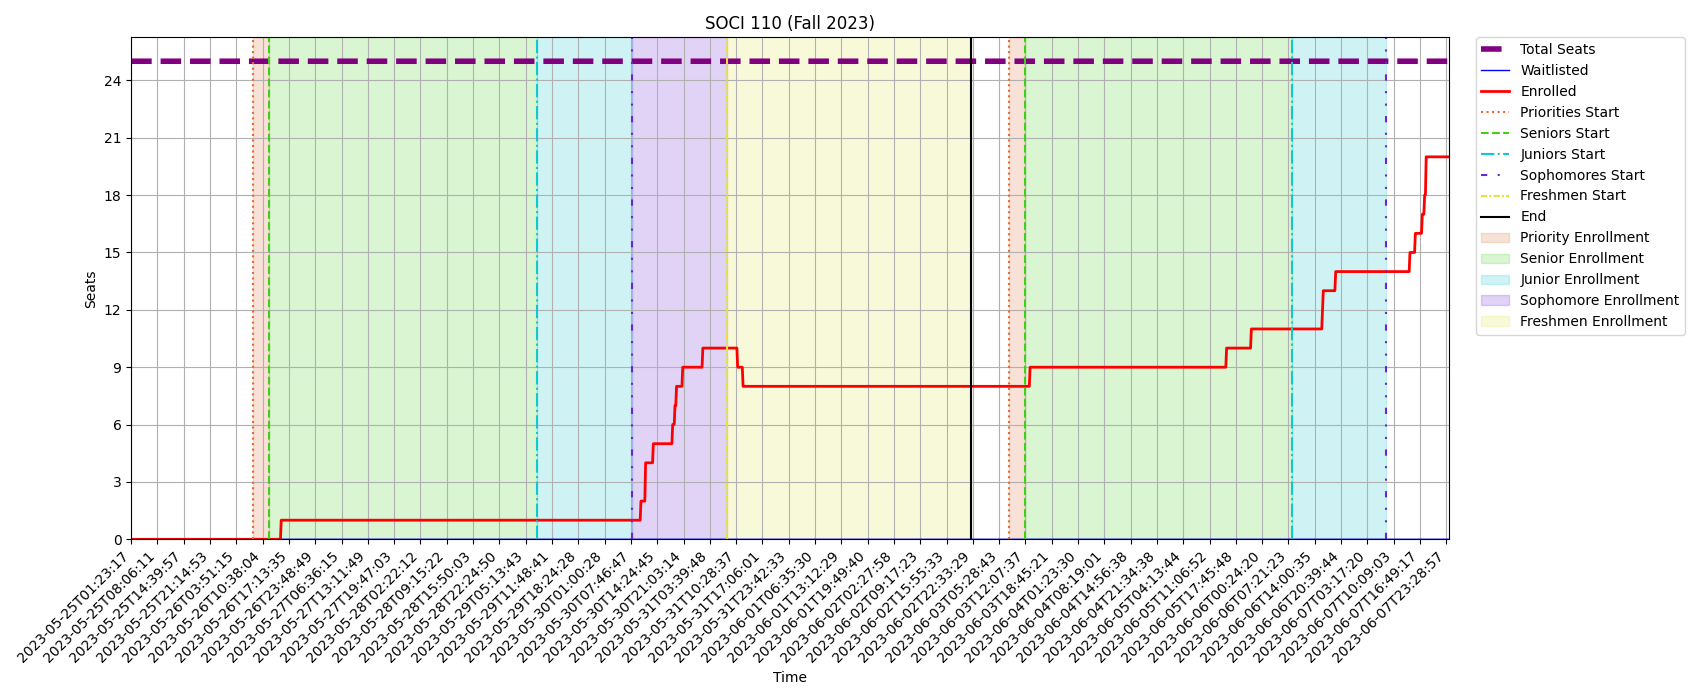 SOCI 110 (Fall 2023)
Seats
24
21
18
15
12
9
6
3
0
2023-05-25T01:23:17
2023-05-25T08:06:11
2023-05-25T14:39:57
2023-05-25T21:14:53
2023-05-26T03:51:15
2023-05-26T10:38:04
2023-05-26T17:13:35
2023-05-26T23:48:49
2023-05-27T06:36:15
2023-05-27T13:11:49
2023-05-27T19:47:03
2023-05-28T02:22:12
2023-05-28T09:15:22
2023-05-28T15:50:03
2023-05-28T22:24:50
2023-05-29T05:13:43
2023-05-29T11:48:41
2023-05-29T18:24:28
2023-05-30T01:00:28
2023-05-30T07:46:47
2023-05-30T14:24:45
2023-05-30T21:03:14
2023-05-31T03:39:48
2023-05-31T10:28:37
2023-05-31T17:06:01
2023-05-31T23:42:33
2023-06-01T06:35:30
2023-06-01T13:12:29
2023-06-01T19:49:40
2023-06-02T02:27:58
2023-06-02T09:17:23
2023-06-02T15:55:33
2023-06-02T22:33:29
2023-06-03T05:28:43
2023-06-03T12:07:37
2023-06-03T18:45:21
2023-06-04T01:23:30
2023-06-04T08:19:01
2023-06-04T14:56:38
2023-06-04T21:34:38
2023-06-05T04:13:44
2023-06-05T11:06:52
2023-06-05T17:45:48
2023-06-06T00:24:20
2023-06-06T07:21:23
2023-06-06T14:00:35
2023-06-06T20:39:44
2023-06-07T03:17:20
2023-06-07T10:09:03
2023-06-07T16:49:17
2023-06-07T23:28:57
Time
Total Seats
Waitlisted
Enrolled
Priorities Start
Seniors Start
Juniors Start
Sophomores Start
Freshmen Start
End
Priority Enrollment
Senior Enrollment
Junior Enrollment
Sophomore Enrollment
Freshmen Enrollment